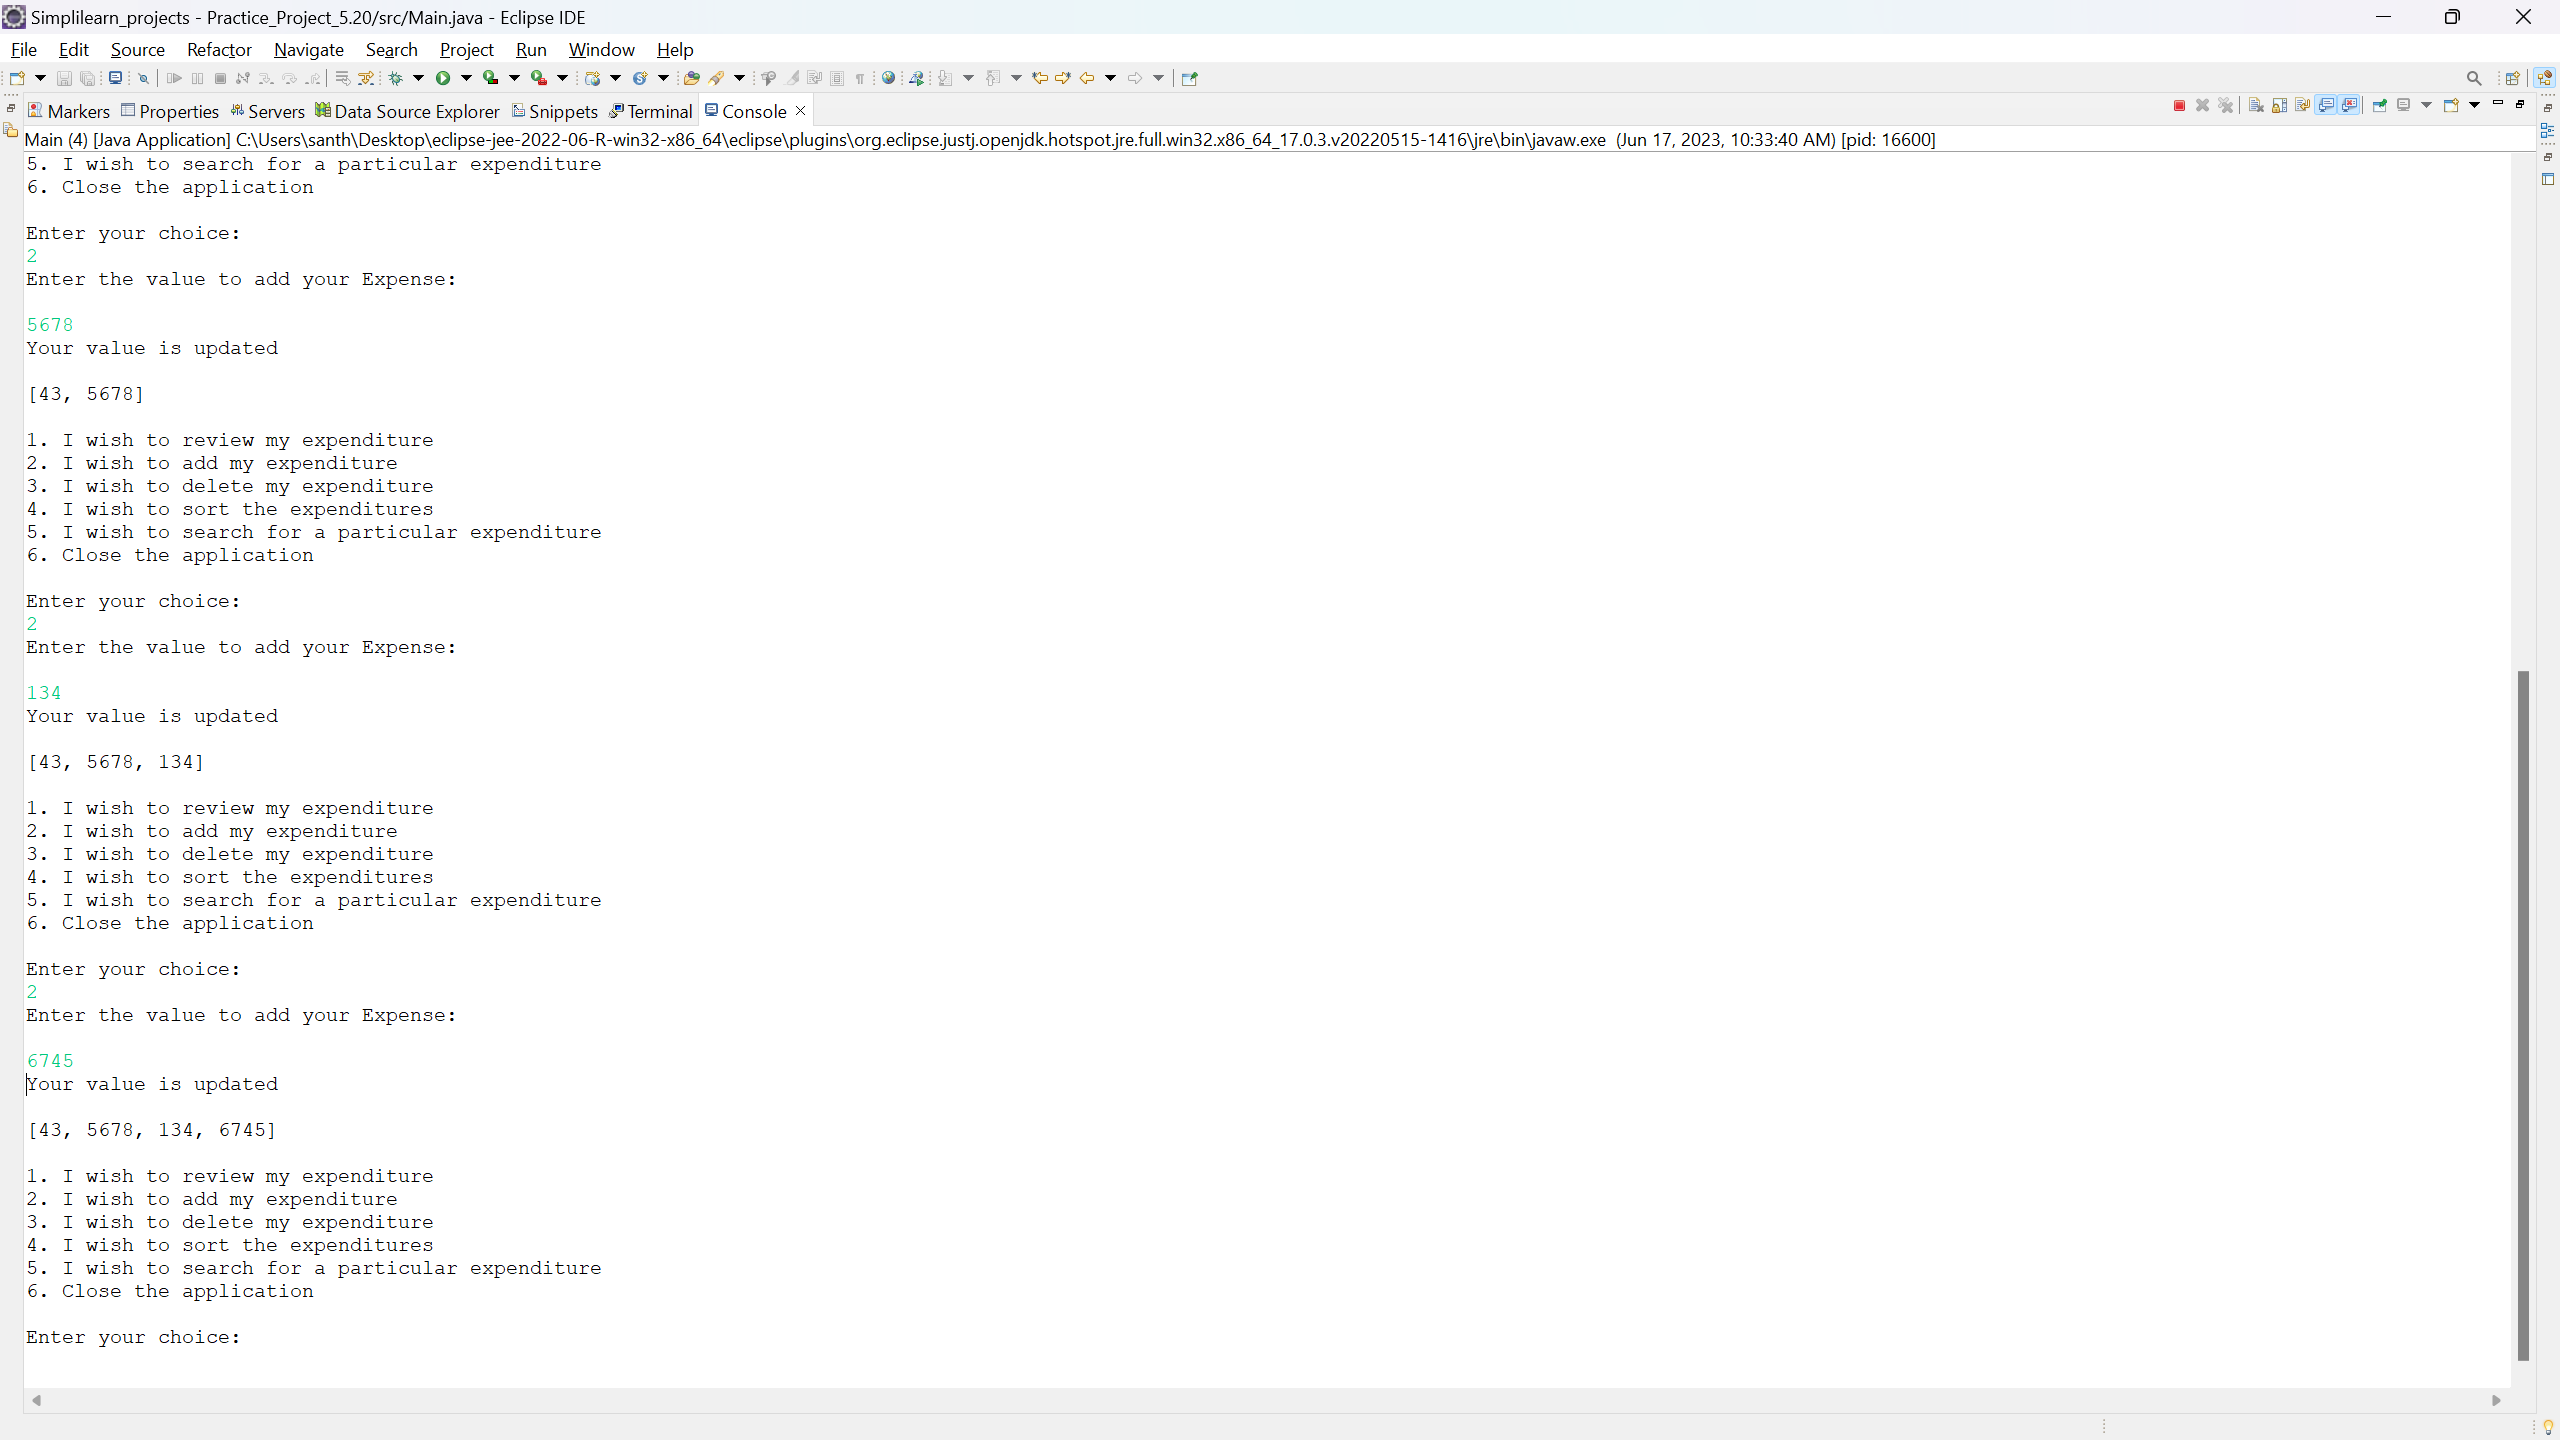 Simplilearn_projects - Practice_Project_5.20/src/Main.java - Eclipse IDE
File Edit Source Refactor Navigate Search Project Run Window Help
Markers Properties Servers Data Source Explorer Snippets Terminal Console
Main (4) [Java Application] C:\Users\santh\Desktop\eclipse-jee-2022-06-R-win32-x86_64\eclipse\plugins\org.eclipse.justj.openjdk.hotspot.jre.full.win32.x86_64_17.0.3.v20220515-1416\jre\bin\javaw.exe (Jun 17, 2023, 10:33:40 AM) [pid: 16600]
5. I wish to search for a particular expenditure
6. Close the application
Enter your choice:
2
Enter the value to add your Expense:
5678
Your value is updated
[43, 5678]
1. I wish to review my expenditure
2. I wish to add my expenditure
3. I wish to delete my expenditure
4. I wish to sort the expenditures
5. I wish to search for a particular expenditure
6. Close the application
Enter your choice:
2
Enter the value to add your Expense:
134
Your value is updated
[43, 5678, 134]
1. I wish to review my expenditure
2. I wish to add my expenditure
3. I wish to delete my expenditure
4. I wish to sort the expenditures
5. I wish to search for a particular expenditure
6. Close the application
Enter your choice:
2
Enter the value to add your Expense:
6745
Your value is updated
[43, 5678, 134, 6745]
1. I wish to review my expenditure
2. I wish to add my expenditure
3. I wish to delete my expenditure
4. I wish to sort the expenditures
5. I wish to search for a particular expenditure
6. Close the application
Enter your choice: